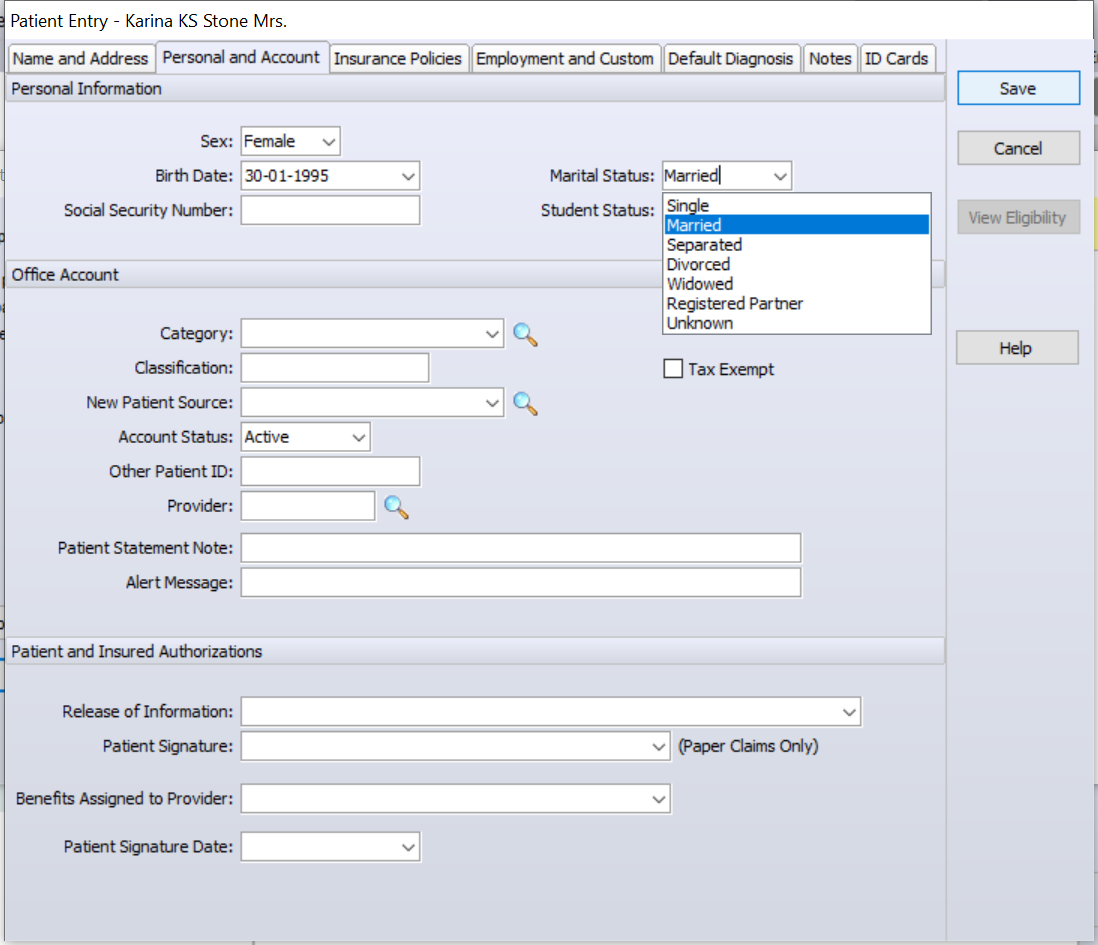 Patient Entry - Karina KS Stone Mrs.
Name and Address Personal and Account Insurance Policies Employment and Custom Default Diagnosis Notes ID Cards
Personal Information
Save
Sex: Female
Cancel
Birth Date: 30-01-1995 Marital Status: Married
Social Security Number: Student Status:
Single
Married
Separated
Divorced
Widowed
Registered Partner
Unknown
View Eligibility
Office Account
Category:
Help
Classification: Tax Exempt
New Patient Source:
Account Status: Active
Other Patient ID:
Provider:
Patient Statement Note:
Alert Message:
Patient and Insured Authorizations
Release of Information:
Patient Signature: (Paper Claims Only)
Benefits Assigned to Provider:
Patient Signature Date: